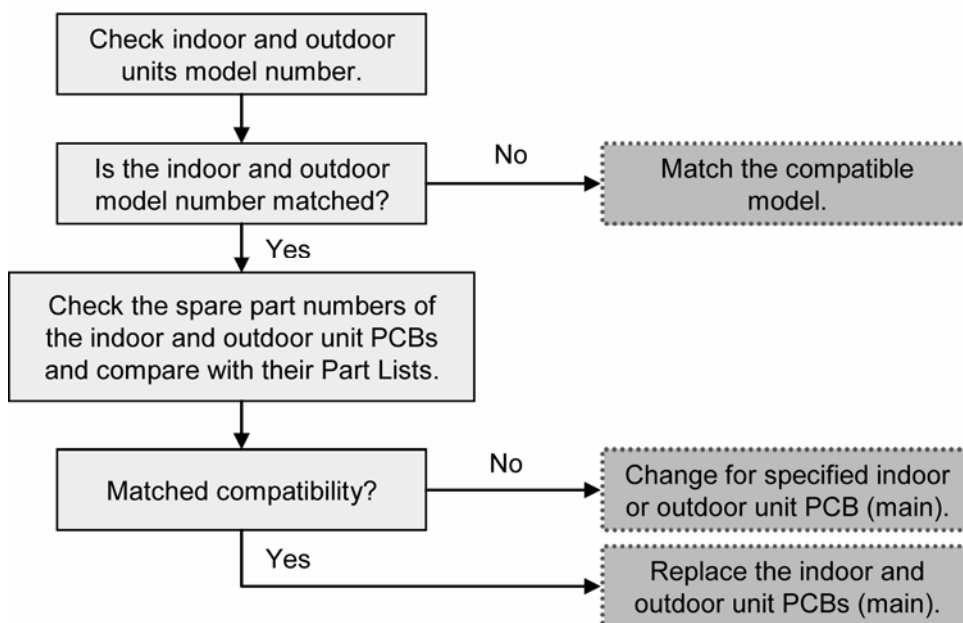 Check indoor and outdoor
units model number.
Is the indoor and outdoor
model number matched?
No
Match the compatible
model.
Yes
Check the spare part numbers of
the indoor and outdoor unit PCBs
and compare with their Part Lists.
Matched compatibility?
No
Change for specified indoor
or outdoor unit PCB (main).
Yes
Replace the indoor and
outdoor unit PCBs (main).